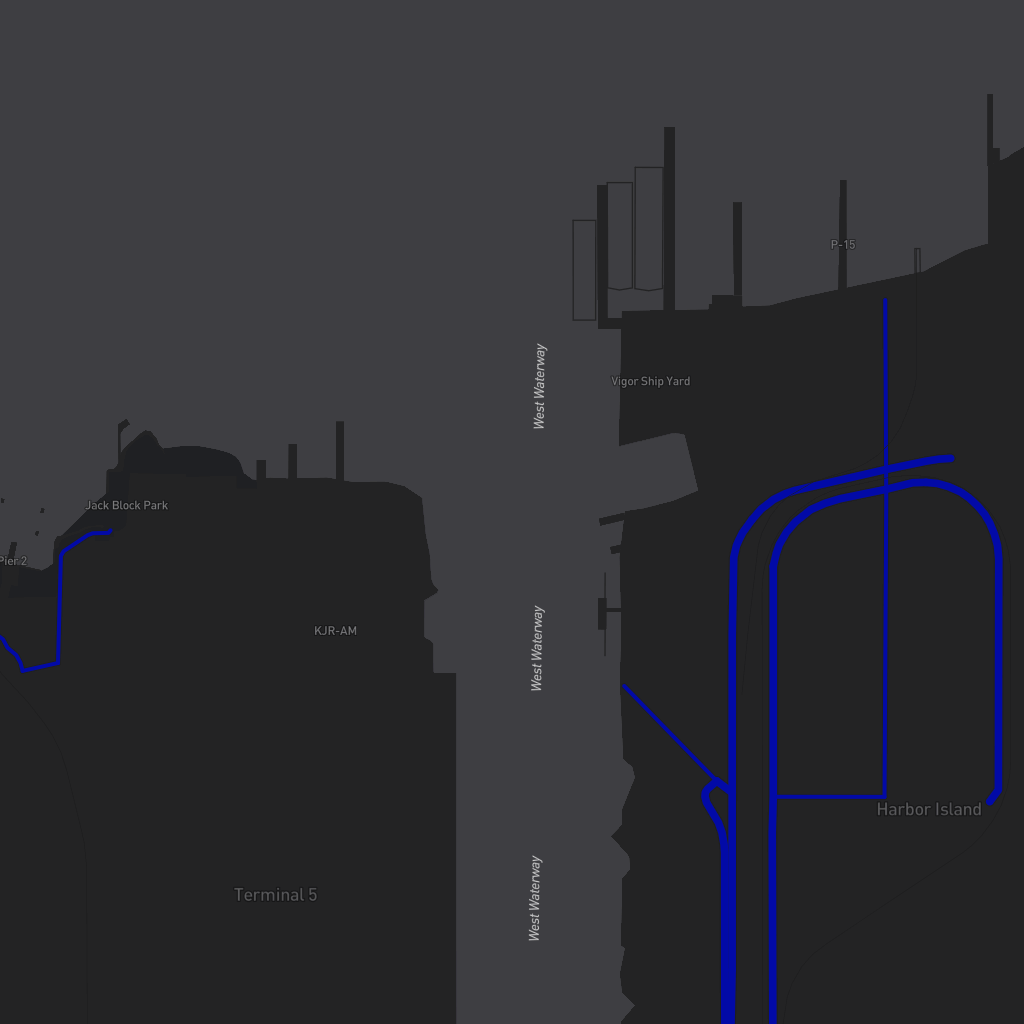 P-15
West Waterway
Vigor Ship Yard
Jack Block Park
Pier 2
KJR-AM
West Waterway
Harbor Island
Terminal 5
West Waterway